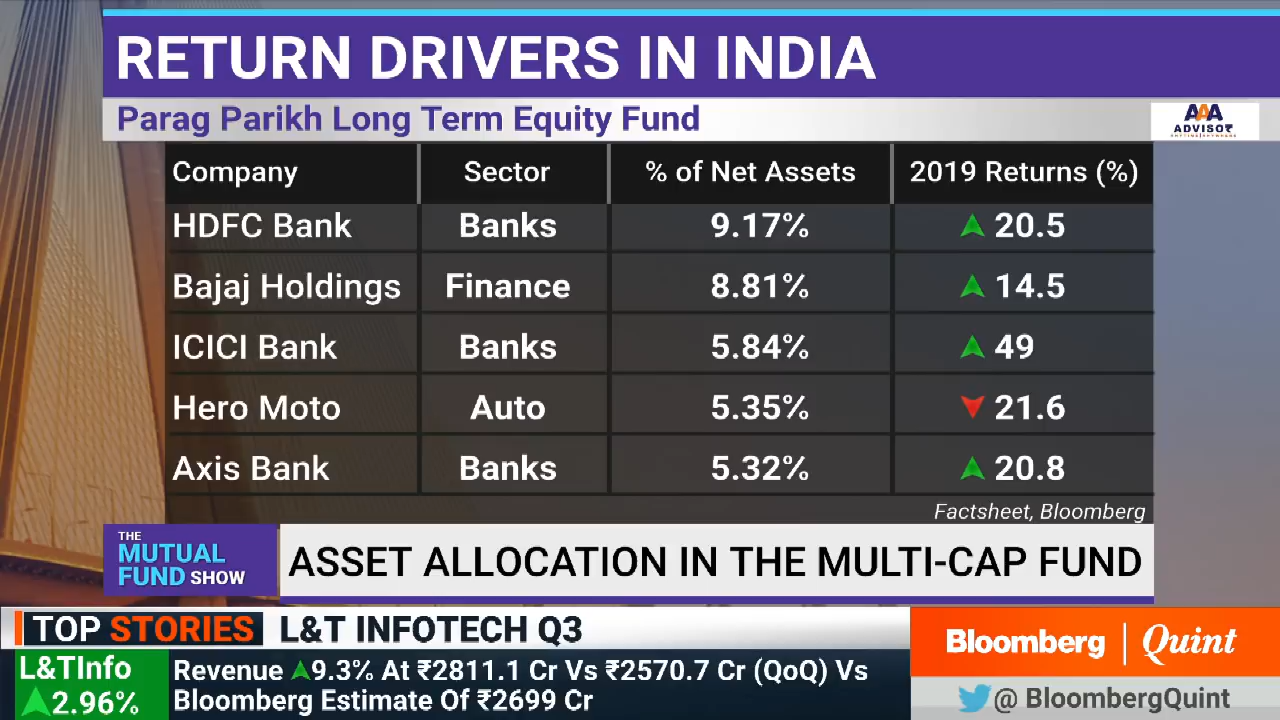 RETURN DRIVERS IN INDIA
Parag Parikh Long Term Equity Fund
AAA
ADVISO₹
Company Sector % of Net Assets 2019 Returns (%)
HDFC Bank Banks 9.17% 20.5
Bajaj Holdings Finance 8.81% 14.5
ICICI Bank Banks 5.84% 49
Hero Moto Auto 5.35% 21.6
Axis Bank Banks 5.32% 20.8
Factsheet, Bloomberg
THE
MUTUAL
FUND SHOW
ASSET ALLOCATION IN THE MULTI-CAP FUND
TOP STORIES L&T INFOTECH Q3
L&TInfo
2.96%
Revenue 9.3% At ₹2811.1 Cr Vs ₹2570.7 Cr (QoQ) Vs
Bloomberg Estimate Of ₹2699 Cr
Bloomberg | Quint
@ BloombergQuint